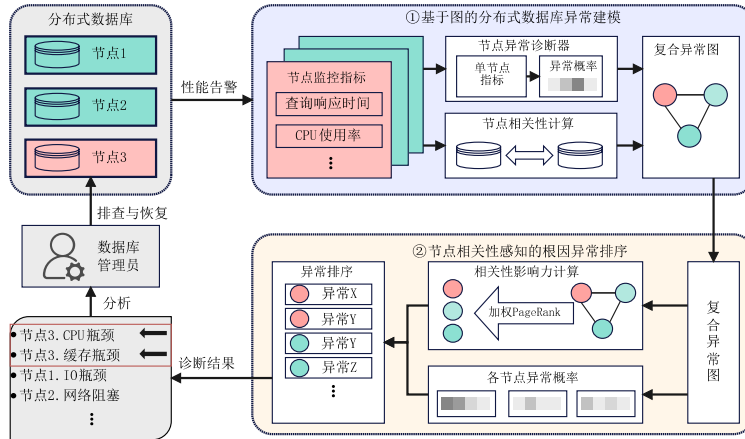 分布式数据库
节点1
节点2
节点3
性能告警
①基于图的分布式数据库异常建模
节点监控指标
查询响应时间
CPU使用率
⋮
节点异常诊断器
单节点
指标
异常概率
节点相关性计算
复合异常图
排查与恢复
数据库
管理员
分析
节点3.CPU瓶颈
节点3.缓存瓶颈
节点1.IO瓶颈
节点2.网络阻塞
⋮
诊断结果
②节点相关性感知的根因异常排序
异常排序
异常X
异常Y
异常Y
异常Z
⋮
相关性影响力计算
加权PageRank
各节点异常概率
复合异常图